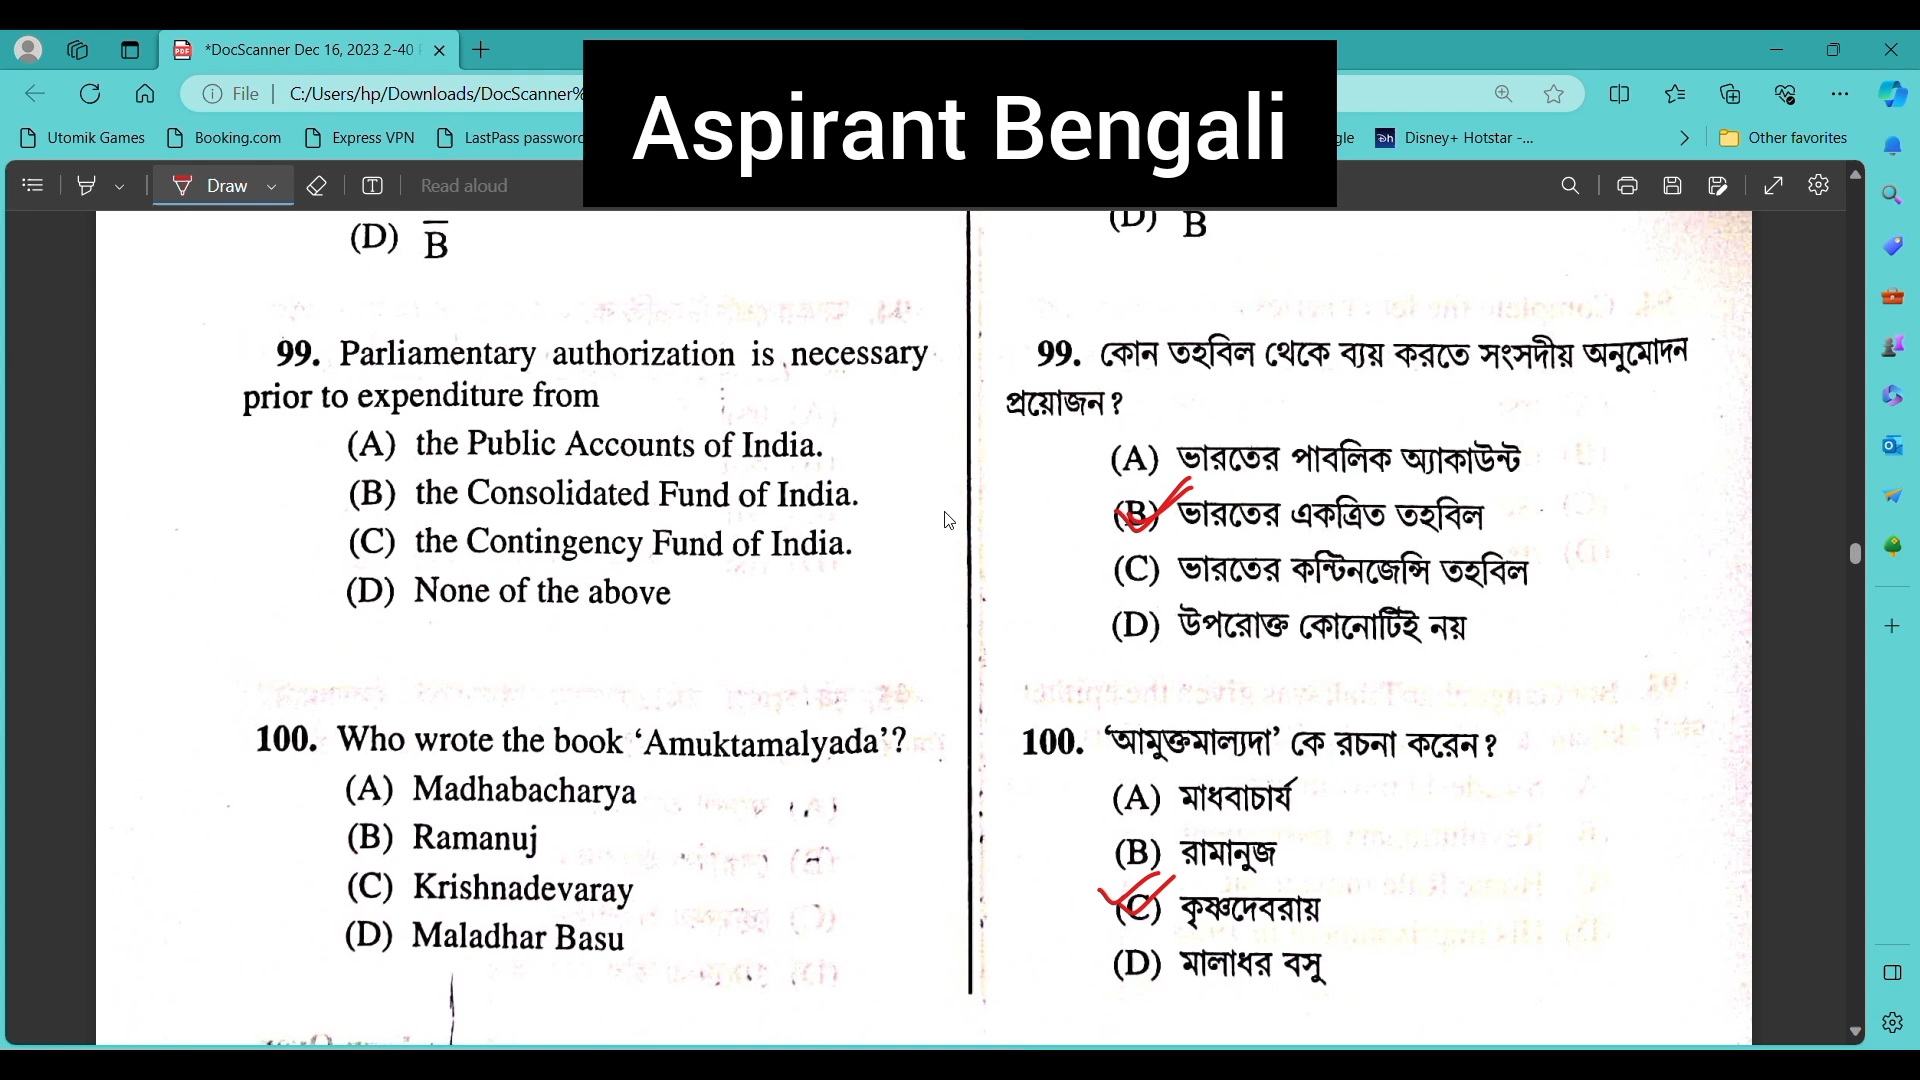 *DocScanner Dec 16, 2023 2-40
File
C:/Users/hp/Downloads/DocScanner%
Aspirant Bengali
Utomik Games
Booking.com
Express VPN
LastPass password
Disney+ Hotstar -...
Other favorites
Draw
Read aloud
(D) B̅
99. Parliamentary authorization is necessary
prior to expenditure from
(A) the Public Accounts of India.
(B) the Consolidated Fund of India.
(C) the Contingency Fund of India.
(D) None of the above
100. Who wrote the book ‘Amuktamalyada’?
(A) Madhabacharya
(B) Ramanuj
(C) Krishnadevaray
(D) Maladhar Basu
(D) B
99. কোন তহবিল থেকে ব্যয় করতে সংসদীয় অনুমোদন
প্রয়োজন?
(A) ভারতের পাবলিক অ্যাকাউন্ট
(B) ভারতের একত্রিত তহবিল
(C) ভারতের কন্টিনজেন্সি তহবিল
(D) উপরোক্ত কোনোটিই নয়
100. ‘আমুক্তমাল্যদা’ কে রচনা করেন?
(A) মাধবাচার্য
(B) রামানুজ
(C) কৃষ্ণদেবরায়
(D) মালাধর বসু